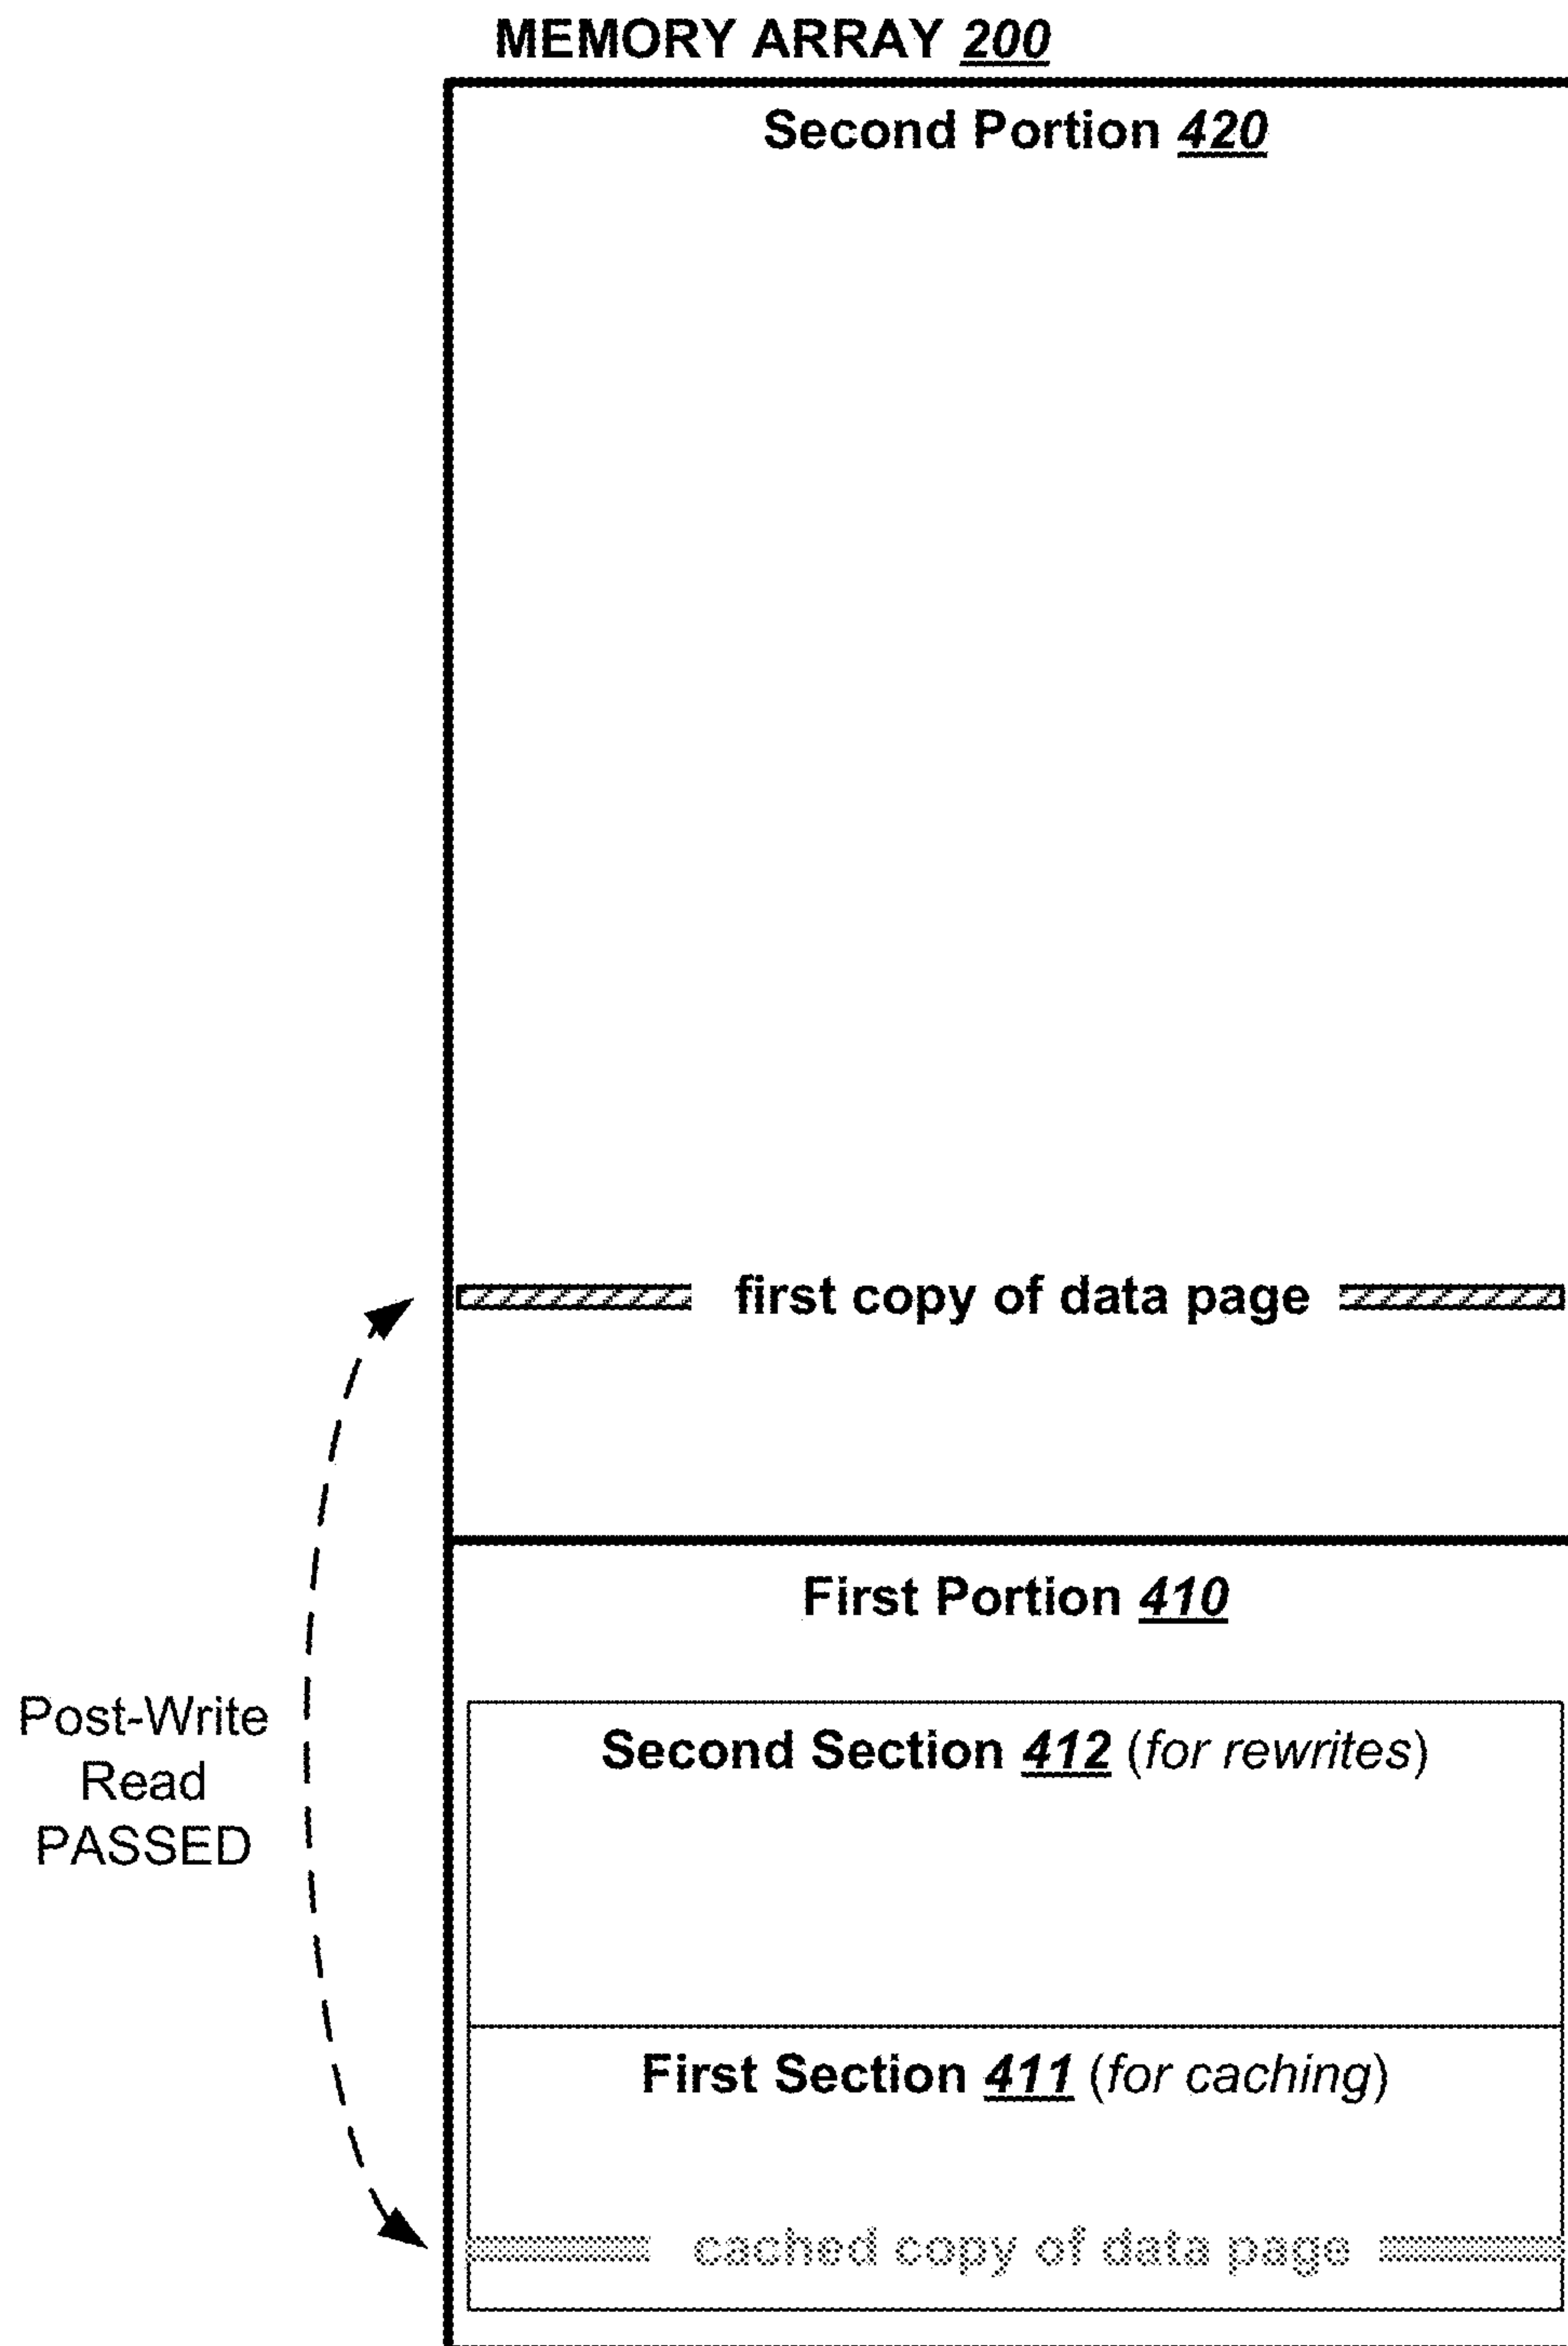 MEMORY ARRAY 200
Second Portion 420
first copy of data page
First Portion 410
Post-Write
Read
PASSED
Second Section 412 (for rewrites)
First Section 411 (for caching)
cached copy of data page